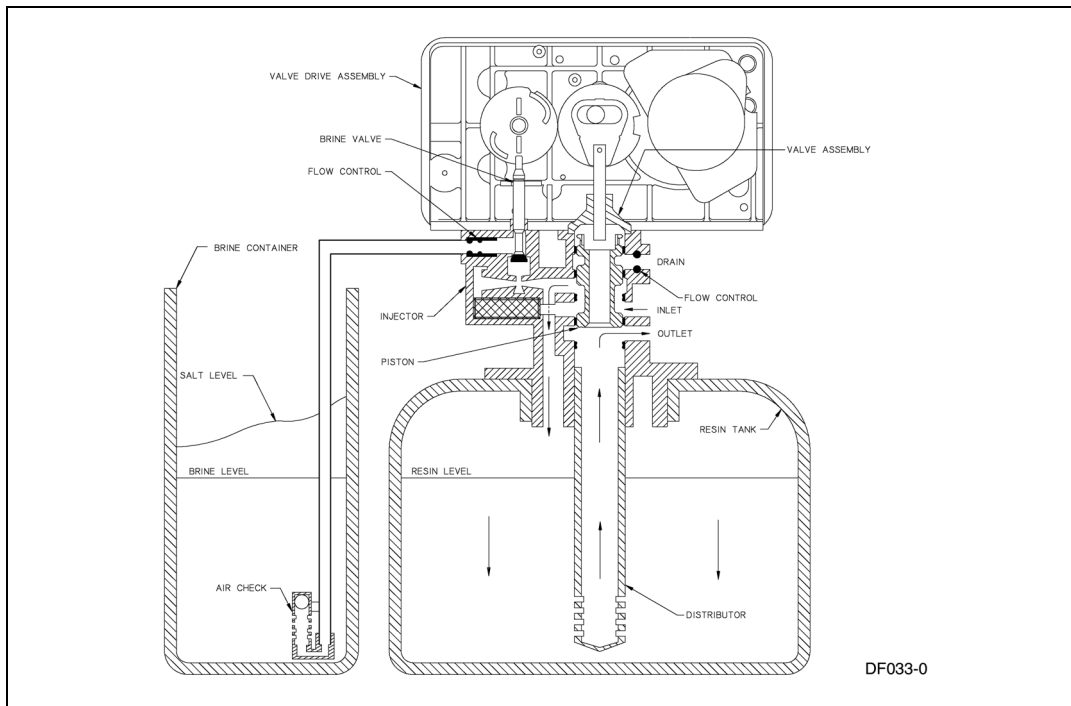 VALVE DRIVE ASSEMBLY
BRINE VALVE
FLOW CONTROL
VALVE ASSEMBLY
BRINE CONTAINER
DRAIN
FLOW CONTROL
INJECTOR
INLET
OUTLET
PISTON
SALT LEVEL
RESIN TANK
BRINE LEVEL
RESIN LEVEL
AIR CHECK
DISTRIBUTOR
DF033-0